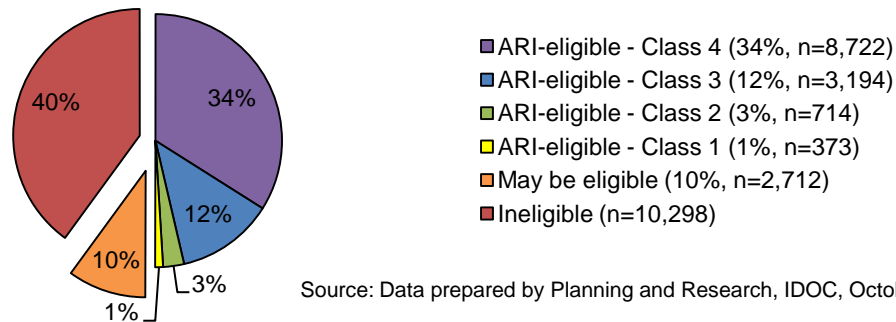 40%
34%
12%
10%
3%
1%
ARI-eligible - Class 4 (34%, n=8,722)
ARI-eligible - Class 3 (12%, n=3,194)
ARI-eligible - Class 2 (3%, n=714)
ARI-eligible - Class 1 (1%, n=373)
May be eligible (10%, n=2,712)
Ineligible (n=10,298)
Source: Data prepared by Planning and Research, IDOC, Octo